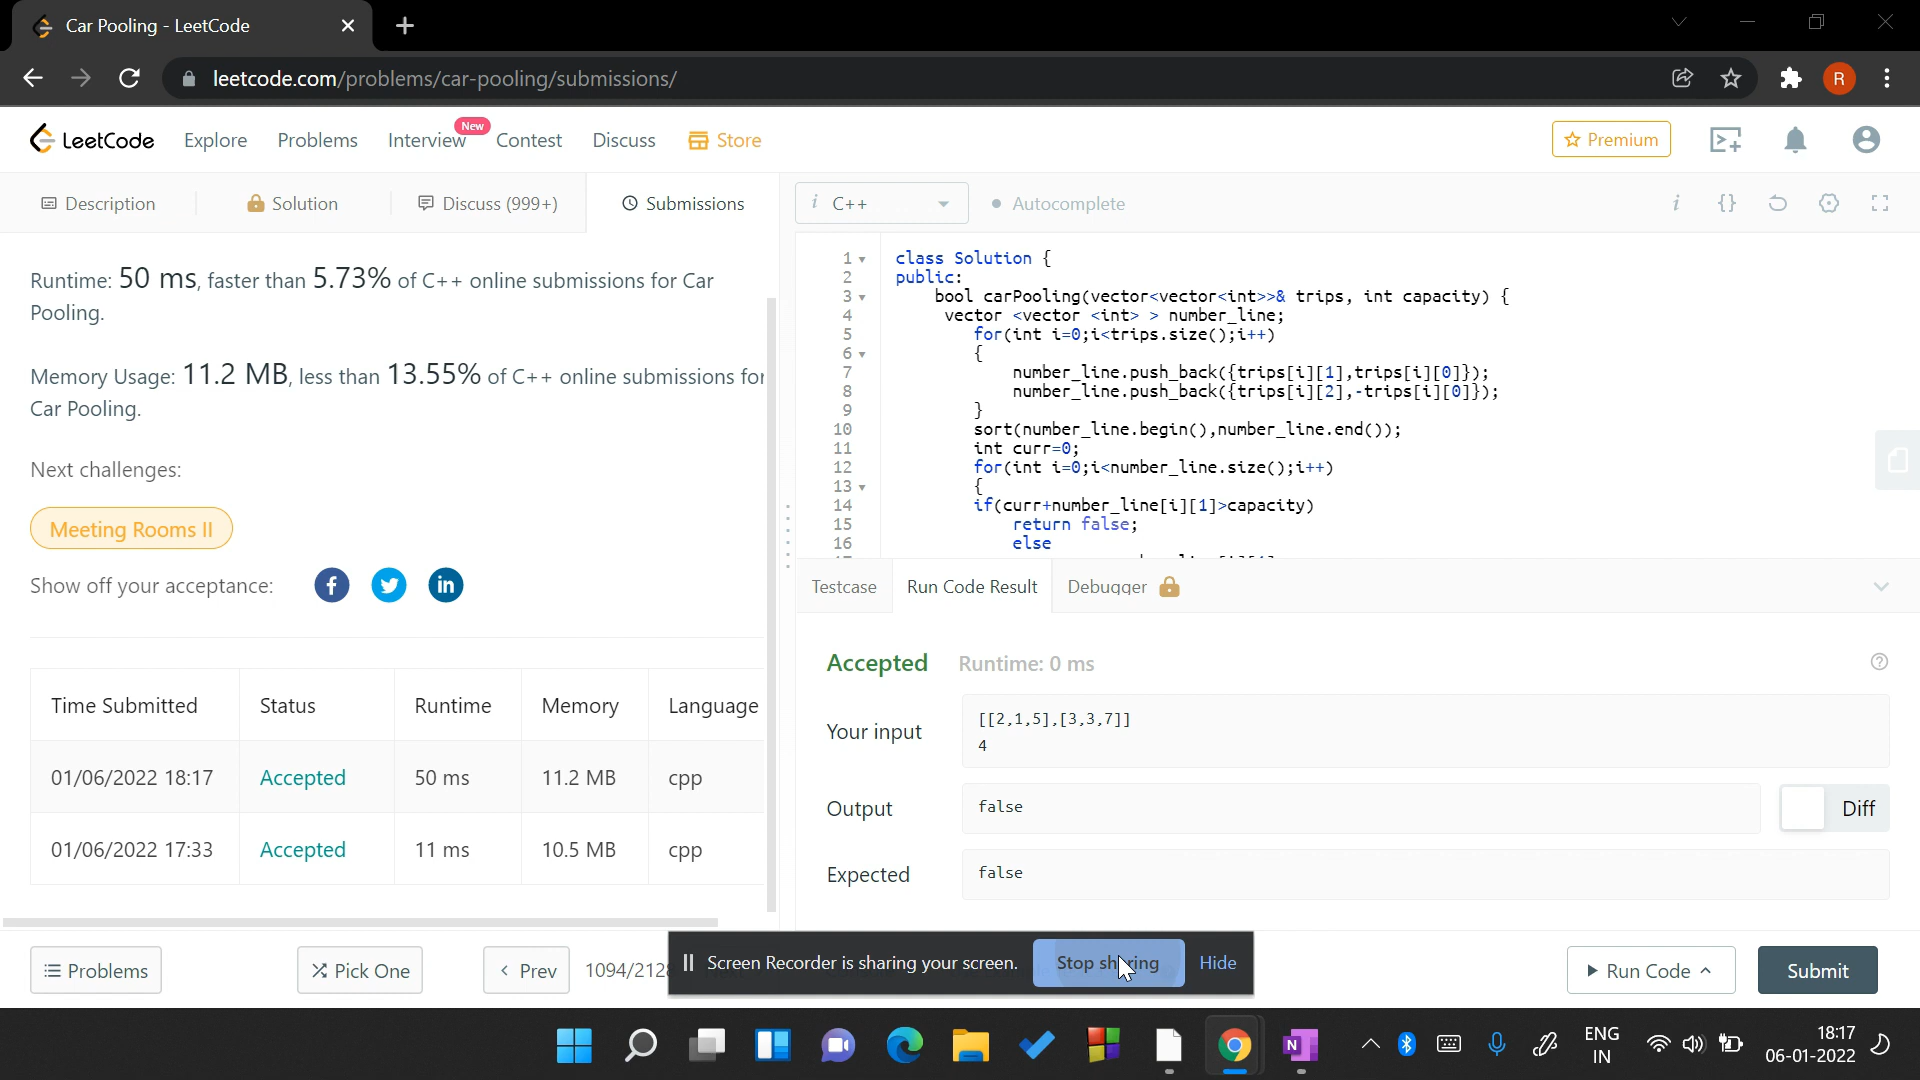 Car Pooling - LeetCode
leetcode.com/problems/car-pooling/submissions/
R
LeetCode
Explore
Problems
Interview
New
Contest
Discuss
Store
Premium
Description
Solution
Discuss (999+)
Submissions
i C++
Autocomplete
i {}
Runtime: 50 ms, faster than 5.73% of C++ online submissions for Car
Pooling.
Memory Usage: 11.2 MB, less than 13.55% of C++ online submissions for
Car Pooling.
Next challenges:
Meeting Rooms II
Show off your acceptance:
Time Submitted Status Runtime Memory Language
01/06/2022 18:17 Accepted 50 ms 11.2 MB cpp
01/06/2022 17:33 Accepted 11 ms 10.5 MB cpp
1 class Solution {
2 public:
3 bool carPooling(vector<vector<int>>& trips, int capacity) {
4 vector <vector <int> > number_line;
5 for(int i=0;i<trips.size();i++)
6 {
7 number_line.push_back({trips[i][1],trips[i][0]});
8 number_line.push_back({trips[i][2],-trips[i][0]});
9 }
10 sort(number_line.begin(),number_line.end());
11 int curr=0;
12 for(int i=0;i<number_line.size();i++)
13 {
14 if(curr+number_line[i][1]>capacity)
15 return false;
16 else
Testcase
Run Code Result
Debugger
Accepted Runtime: 0 ms
Your input
[[2,1,5],[3,3,7]]
4
Output
false
Diff
Expected
false
Problems
Pick One
Prev
1094/212
Screen Recorder is sharing your screen.
Stop sharing
Hide
Run Code
Submit
N
ENG
IN
18:17
06-01-2022